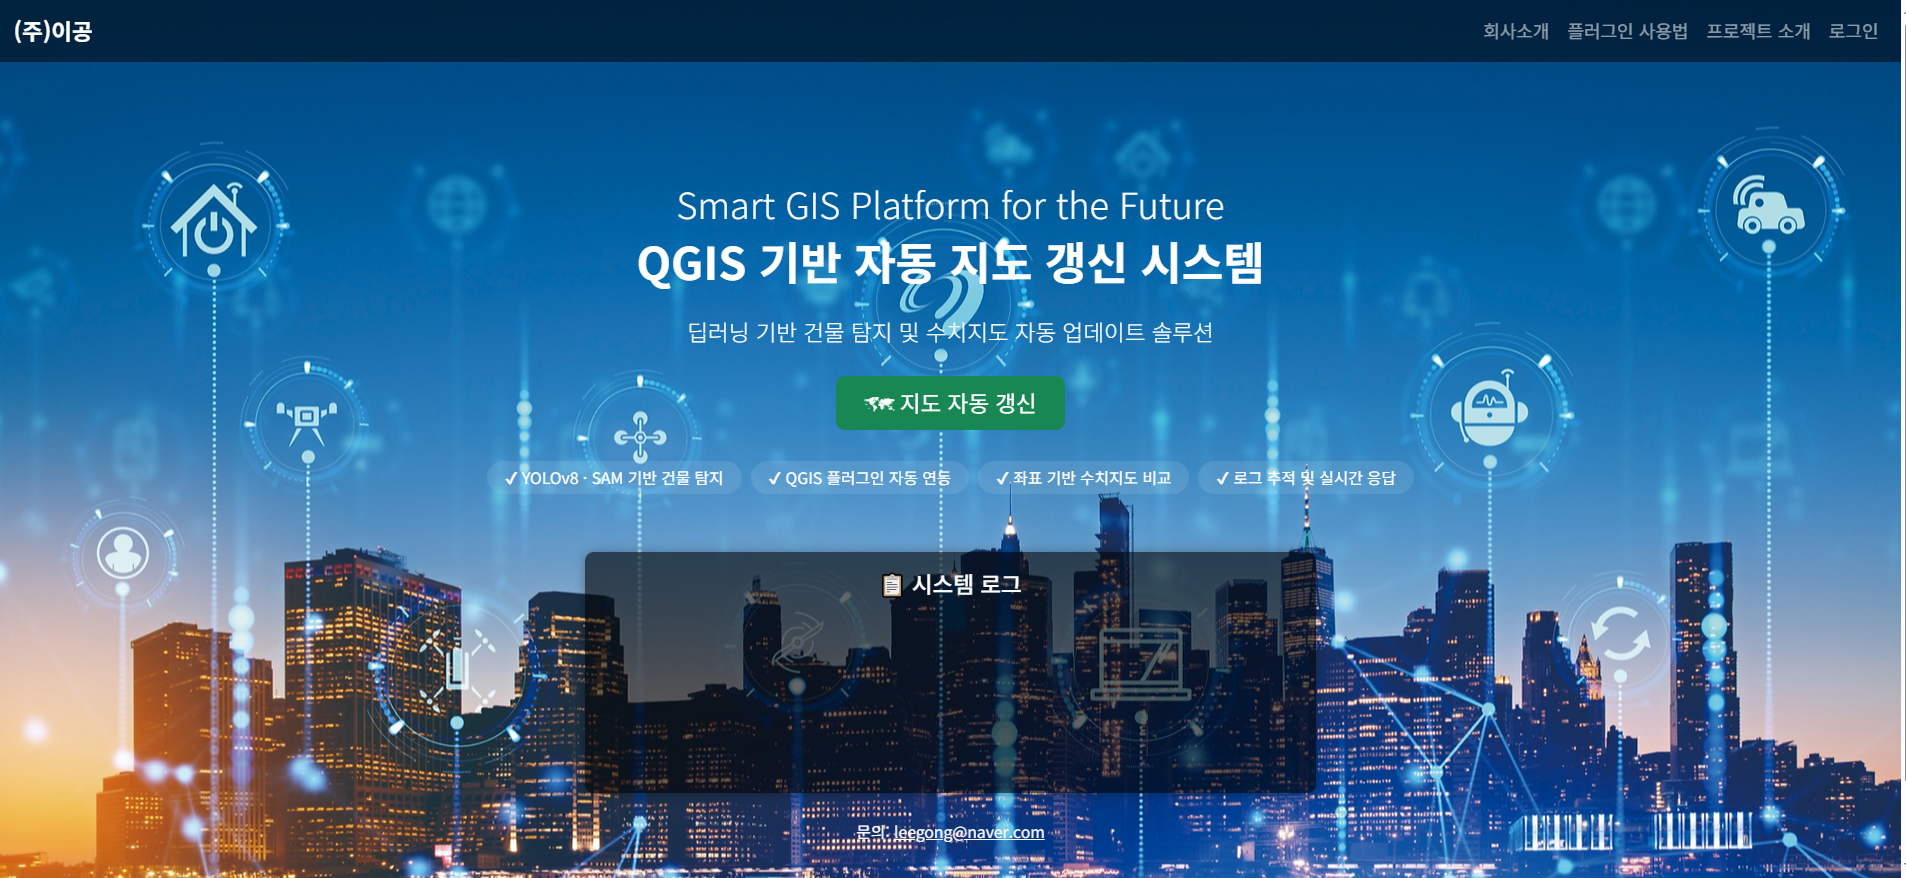 (주)이공
회사소개 플러그인 사용법 프로젝트 소개 로그인
Smart GIS Platform for the Future
QGIS 기반 자동 지도 갱신 시스템
딥러닝 기반 건물 탐지 및 수치지도 자동 업데이트 솔루션
🗺 지도 자동 갱신
✓ YOLOv8 · SAM 기반 건물 탐지 ✓ QGIS 플러그인 자동 연동 ✓ 좌표 기반 수치지도 비교 ✓ 로그 추적 및 실시간 응답
📋 시스템 로그
문의: leegong@naver.com